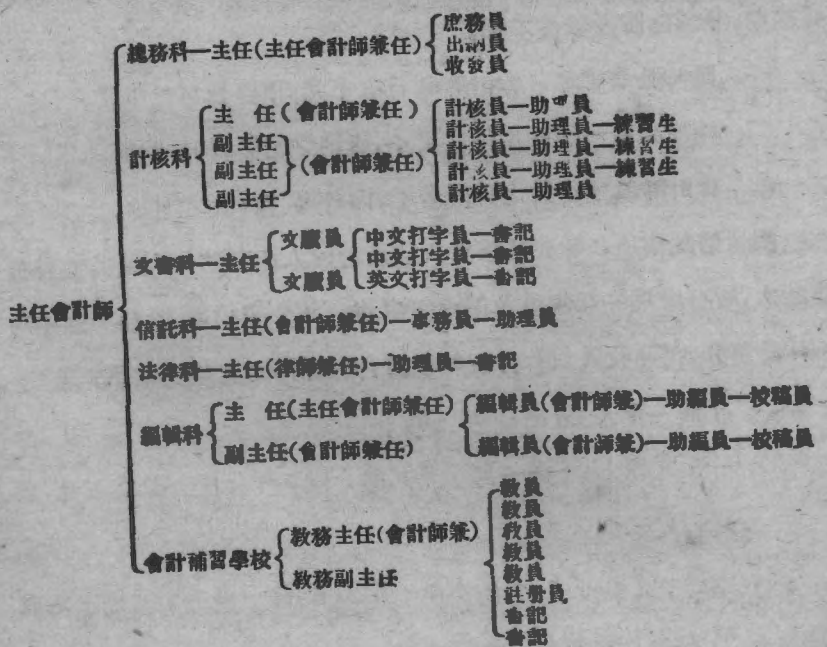 總務科—主任(主任會計師兼任)
庶務員
出納員
收發員
計核科
主　任(會計師兼任)
副主任
副主任
副主任
(會計師兼任)
計核員—助理員
計核員—助理員—練習生
計核員—助理員—練習生
計核員—助理員—練習生
計核員—助理員
文書科—主任
文牘員
文牘員
中文打字員—書記
中文打字員—書記
英文打字員—書記
主任會計師
信託科—主任(會計師兼任)—事務員—助理員
法律科—主任(律師兼任)—助理員—書記
編輯科
主　任(主任會計師兼任)
副主任(會計師兼任)
編輯員(會計師兼)—助編員—校稿員
編輯員(會計師兼)—助編員—校稿員
會計補習學校
教務主任(會計師兼)
教務副主任
教員
教員
教員
教員
教員
註册員
書記
書記